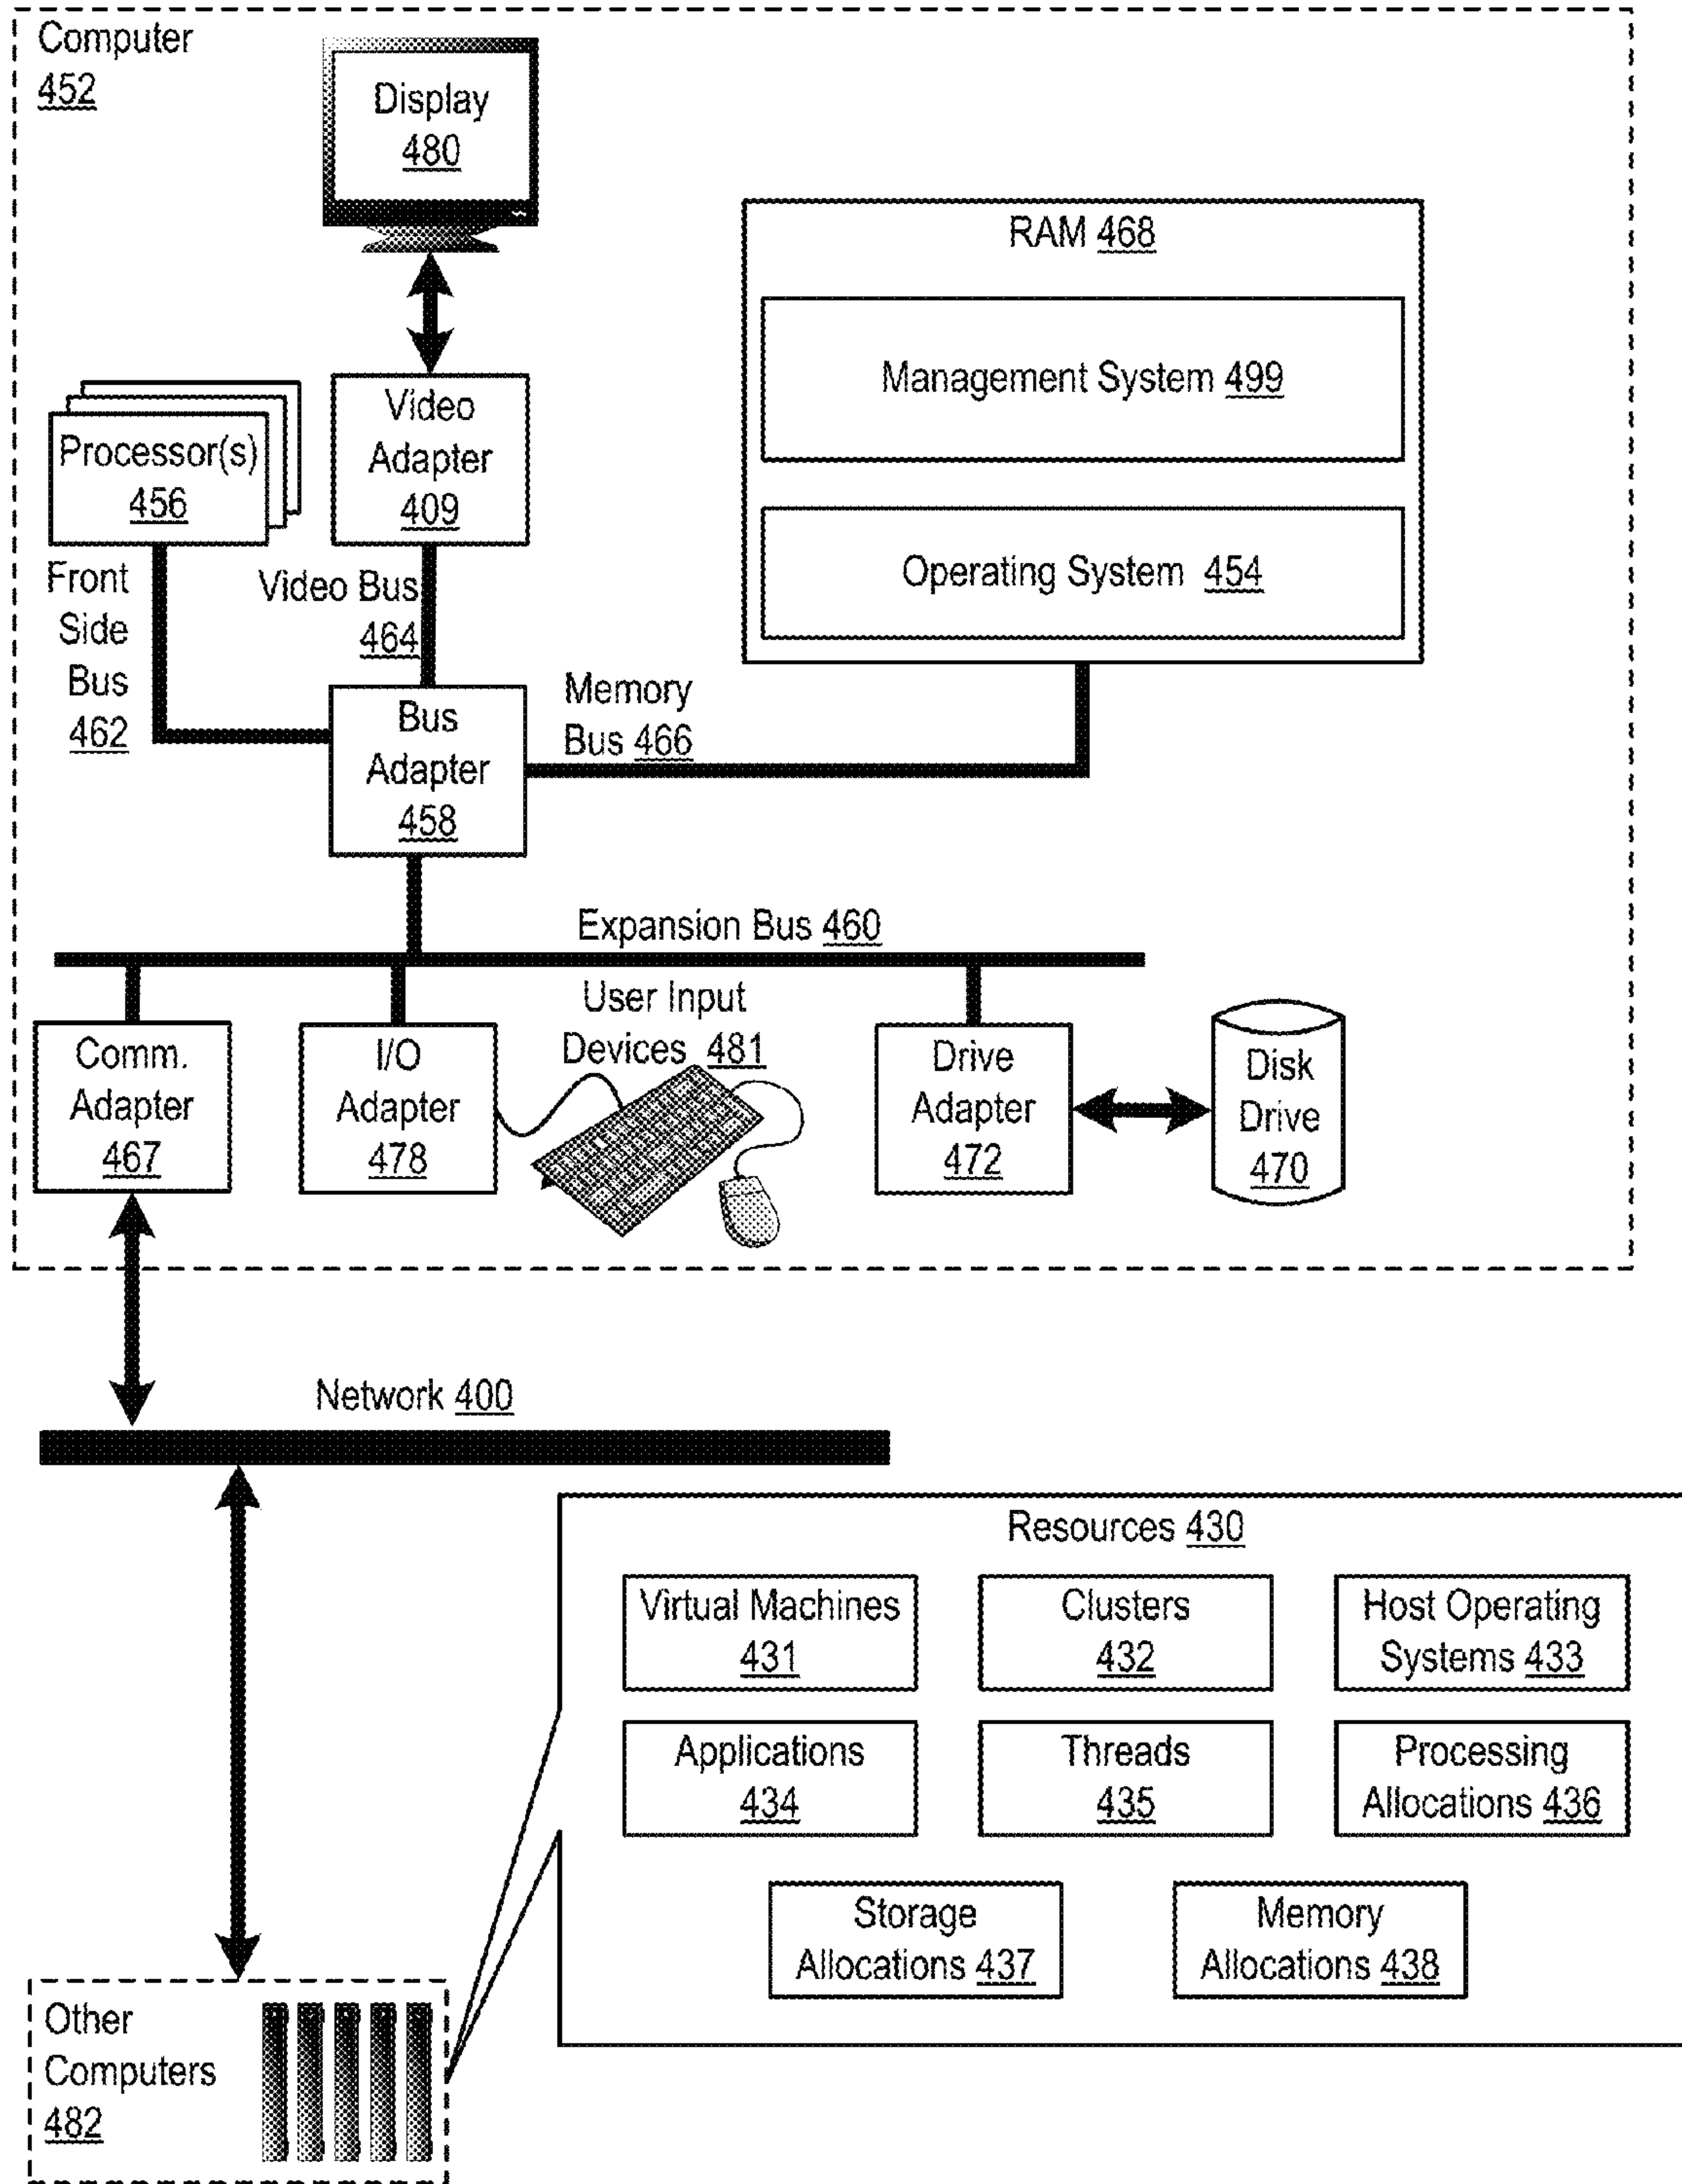 Computer
452
Display
480
RAM 468
Management System 499
Operating System 454
Video
Adapter
409
Processor(s)
456
Front
Side
Bus
462
Video Bus
464
Memory
Bus 466
Bus
Adapter
458
Expansion Bus 460
Comm.
Adapter
467
I/O
Adapter
478
User Input
Devices 481
Drive
Adapter
472
Disk
Drive
470
Network 400
Resources 430
Virtual Machines
431
Clusters
432
Host Operating
Systems 433
Applications
434
Threads
435
Processing
Allocations 436
Storage
Allocations 437
Memory
Allocations 438
Other
Computers
482